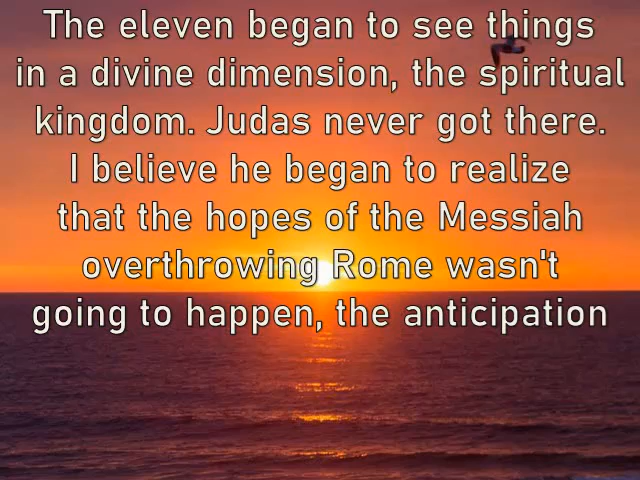 The eleven began to see things
in a divine dimension, the spiritual
kingdom. Judas never got there.
I believe he began to realize
that the hopes of the Messiah
overthrowing Rome wasn't
going to happen, the anticipation